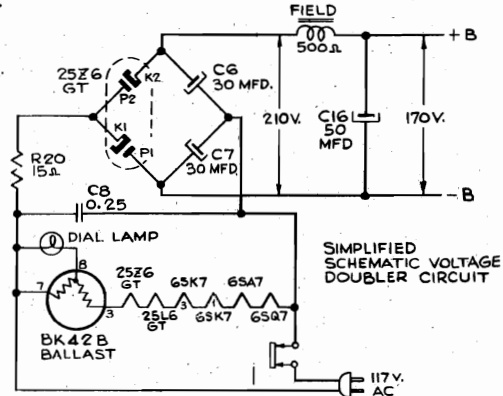 FIELD
500Ω
+B
25Z6
GT
K2
P2
K1
P1
C6
30 MFD.
C7
30 MFD
210V.
C16
50
MFD
170V.
-B
R20
15Ω
C8
0.25
DIAL LAMP
SIMPLIFIED
SCHEMATIC VOLTAGE
DOUBLER CIRCUIT
8
7
3
BK42B
BALLAST
25Z6
GT
25L6
GT
6SK7
6SK7
6SA7
6SQ7
117V.
AC